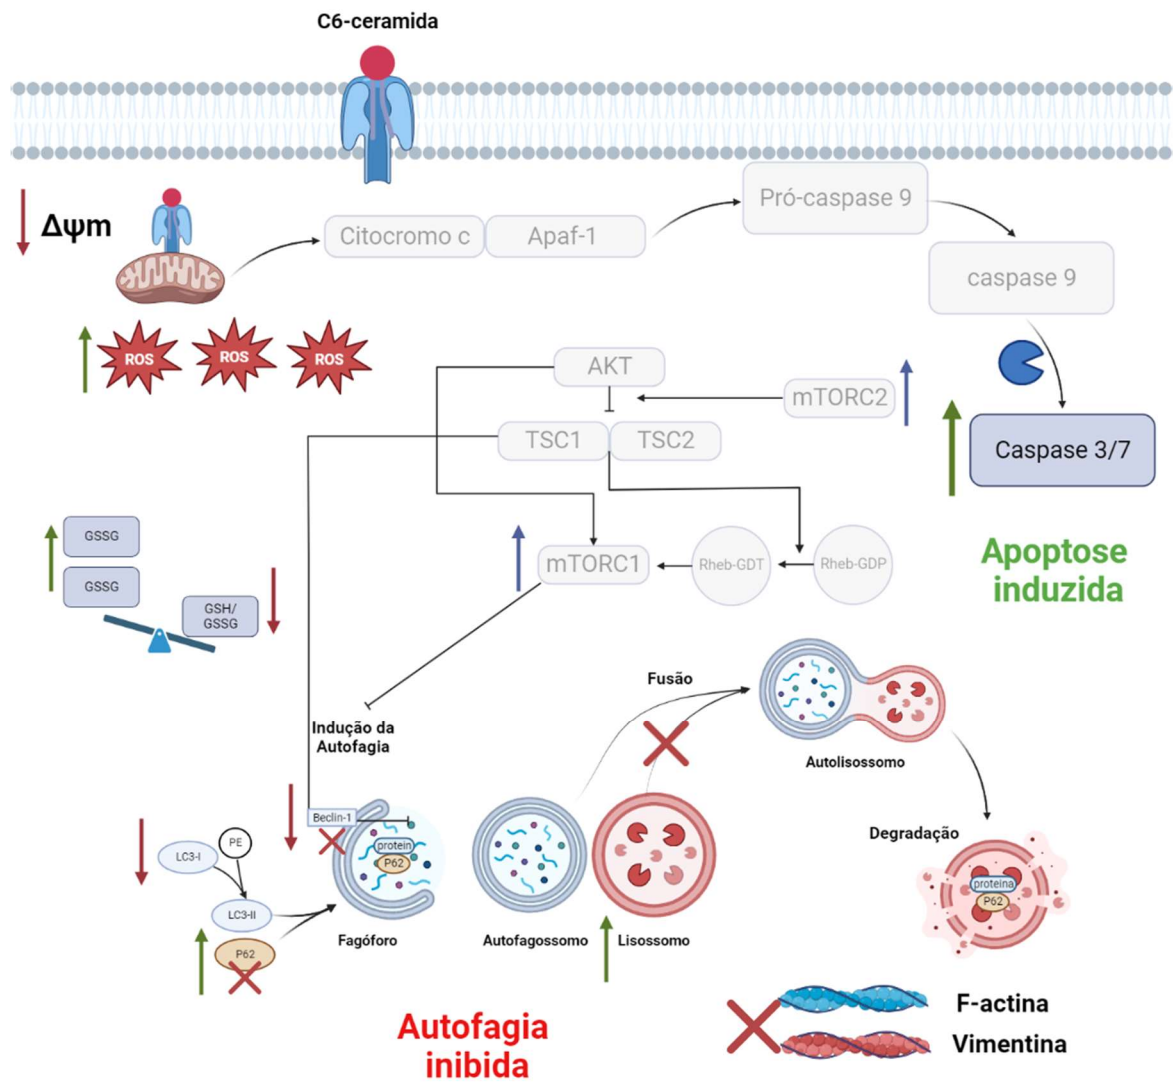 C6-ceramida
Δψm
Citocromo c
Apaf-1
Pró-caspase 9
caspase 9
ROS
ROS
ROS
AKT
mTORC2
TSC1
TSC2
Caspase 3/7
GSSG
GSSG
GSH/
GSSG
mTORC1
Rheb-GDT
Rheb-GDP
Apoptose
induzida
Indução da
Autofagia
Fusão
Autolisossomo
Beclin-1
protein
P62
LC3-I
PE
LC3-II
P62
Fagóforo
Autofagossomo
Lisossomo
Degradação
proteina
P62
Autofagia
inibida
F-actina
Vimentina